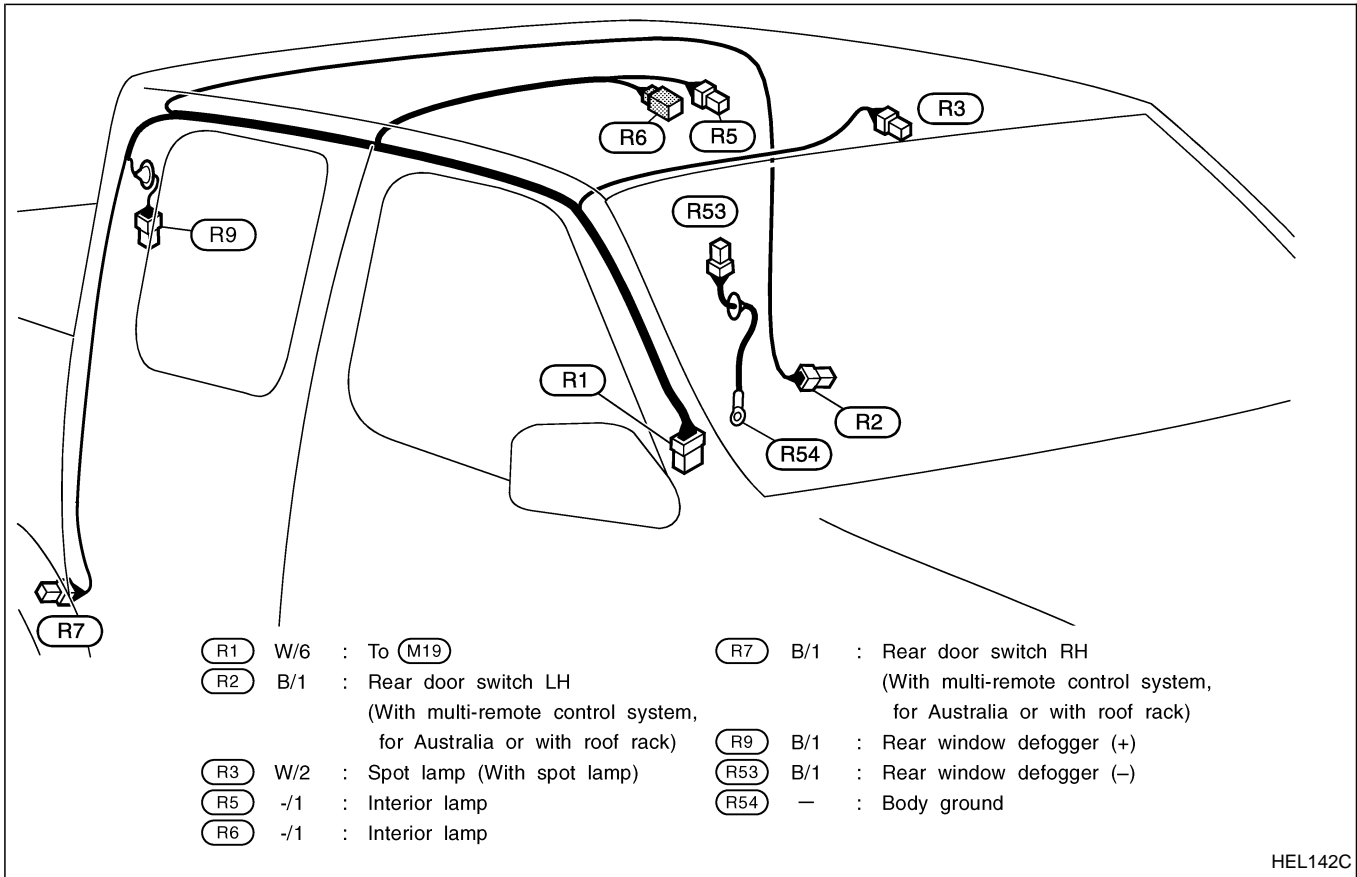 R3
R6
R5
R53
R9
R1
R2
R54
R7
R1 W/6 : To M19
R2 B/1 : Rear door switch LH
(With multi-remote control system,
for Australia or with roof rack)
R3 W/2 : Spot lamp (With spot lamp)
R5 -/1 : Interior lamp
R6 -/1 : Interior lamp
R7 B/1 : Rear door switch RH
(With multi-remote control system,
for Australia or with roof rack)
R9 B/1 : Rear window defogger (+)
R53 B/1 : Rear window defogger (–)
R54 — : Body ground
HEL142C